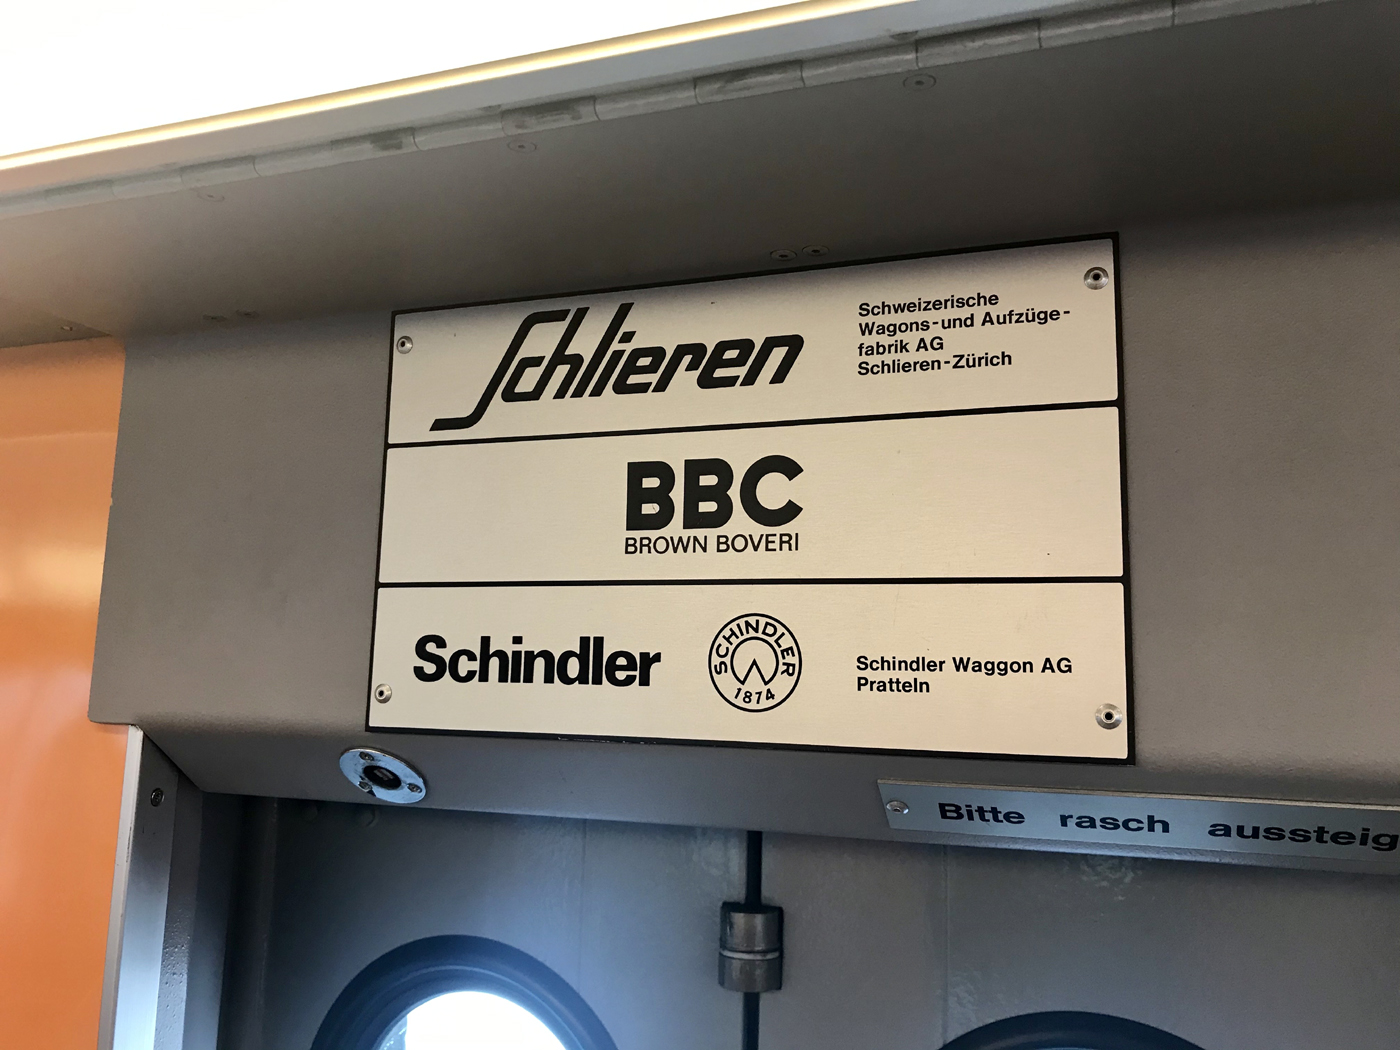 Schlieren
Schweizerische
Wagons-und Aufzüge-
fabrik AG
Schlieren-Zürich
BBC
BROWN BOVERI
Schindler
SCHINDLER
1874
Schindler Waggon AG
Pratteln
Bitte rasch aussteig